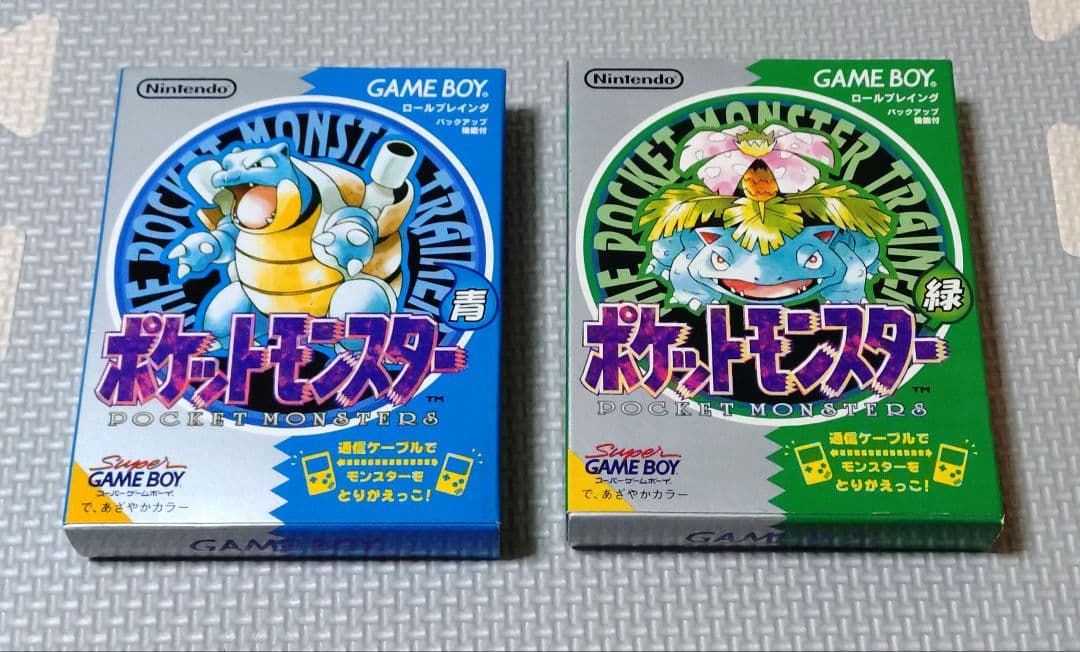 Nintendo
GAME BOY®
ロールプレイング
バックアップ
機能付
POCKET MONSTER TRAINER
青
ポケットモンスター
TM
POCKET MONSTERS
通信ケーブルで
モンスターを
とりかえっこ!
Super
GAME BOY
スーパーゲームボーイ
で、あざやかカラー
GAME BOY
Nintendo
GAME BOY®
ロールプレイング
バックアップ
機能付
POCKET MONSTER TRAINER
緑
ポケットモンスター
TM
POCKET MONSTERS
通信ケーブルで
モンスターを
とりかえっこ!
Super
GAME BOY
スーパーゲームボーイ
で、あざやかカラー
GAME BOY